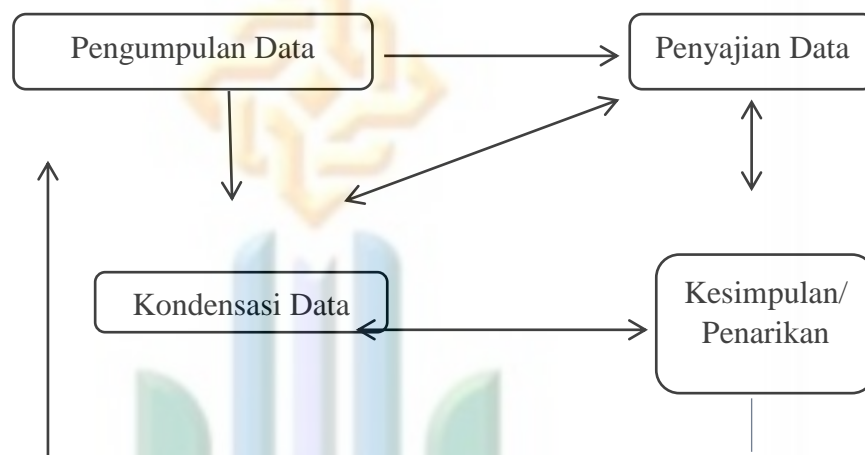 Pengumpulan Data
Penyajian Data
Kondensasi Data
Kesimpulan/
Penarikan